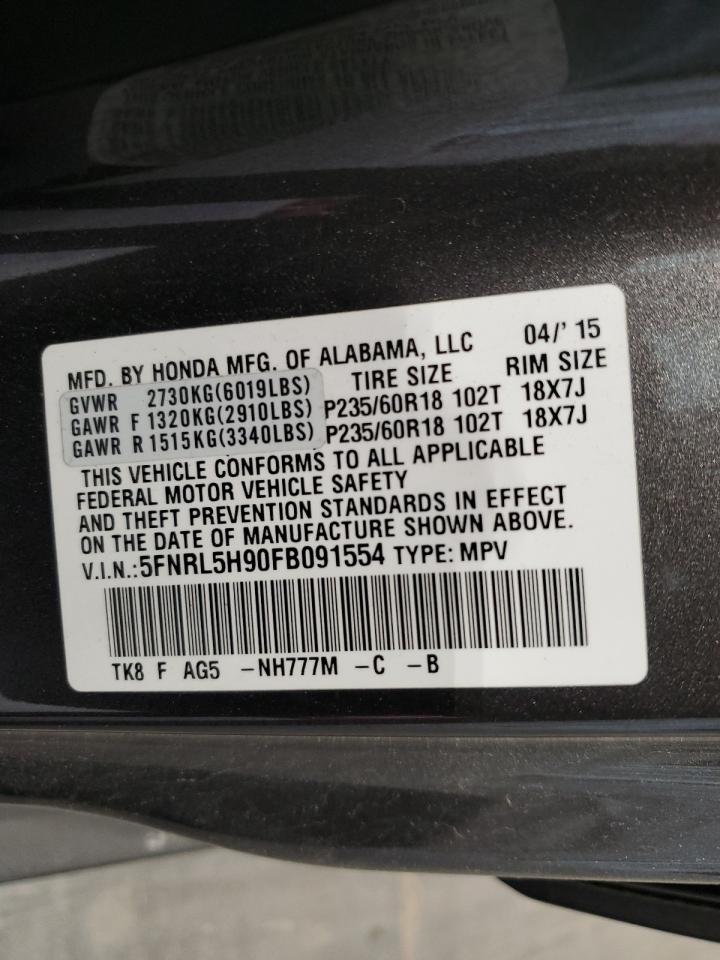 MFD. BY HONDA MFG. OF ALABAMA, LLC 04/' 15
GVWR 2730KG(6019LBS) TIRE SIZE RIM SIZE
GAWR F 1320KG(2910LBS) P235/60R18 102T 18X7J
GAWR R 1515KG(3340LBS) P235/60R18 102T 18X7J
THIS VEHICLE CONFORMS TO ALL APPLICABLE
FEDERAL MOTOR VEHICLE SAFETY
AND THEFT PREVENTION STANDARDS IN EFFECT
ON THE DATE OF MANUFACTURE SHOWN ABOVE.
V.I.N.:5FNRL5H90FB091554 TYPE: MPV
TK8 F AG5 -NH777M -C -B